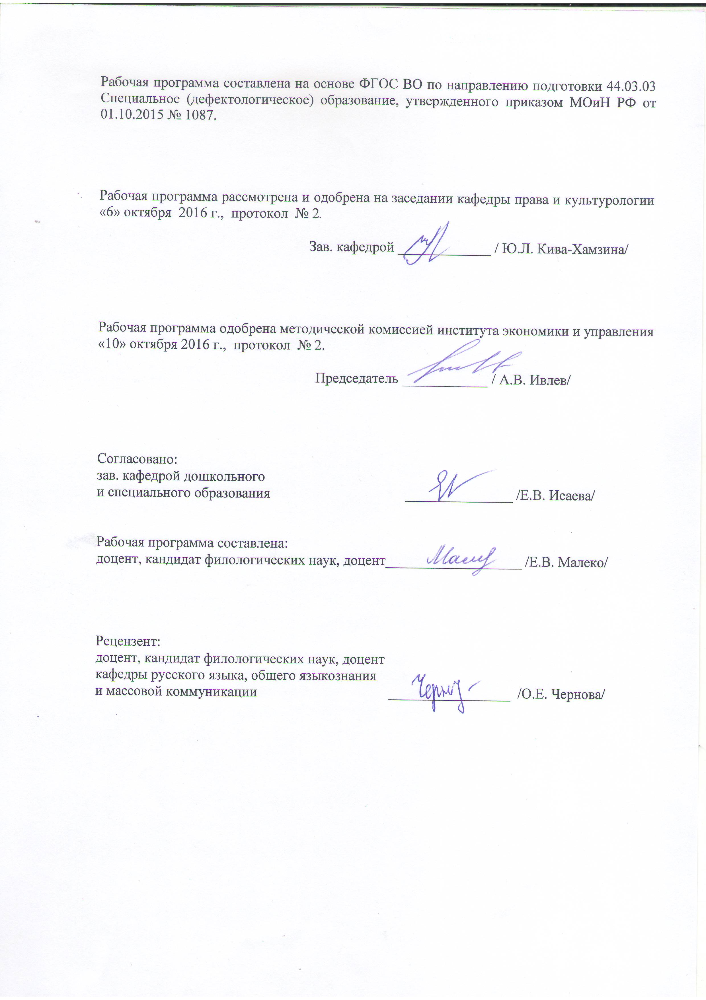 Рабочая программа составлена на основе ФГОС ВО по направлению подготовки 44.03.03
Специальное (дефектологическое) образование, утвержденного приказом МОиН РФ от
01.10.2015 № 1087.
Рабочая программа рассмотрена и одобрена на заседании кафедры права и культурологии
«6» октября 2016 г., протокол № 2.
Зав. кафедрой _____________ / Ю.Л. Кива-Хамзина/
Рабочая программа одобрена методической комиссией института экономики и управления
«10» октября 2016 г., протокол № 2.
Председатель ____________ / А.В. Ивлев/
Согласовано:
зав. кафедрой дошкольного
и специального образования _______________ /Е.В. Исаева/
Рабочая программа составлена:
доцент, кандидат филологических наук, доцент___________________ /Е.В. Малеко/
Рецензент:
доцент, кандидат филологических наук, доцент
кафедры русского языка, общего языкознания
и массовой коммуникации _________________ /О.Е. Чернова/